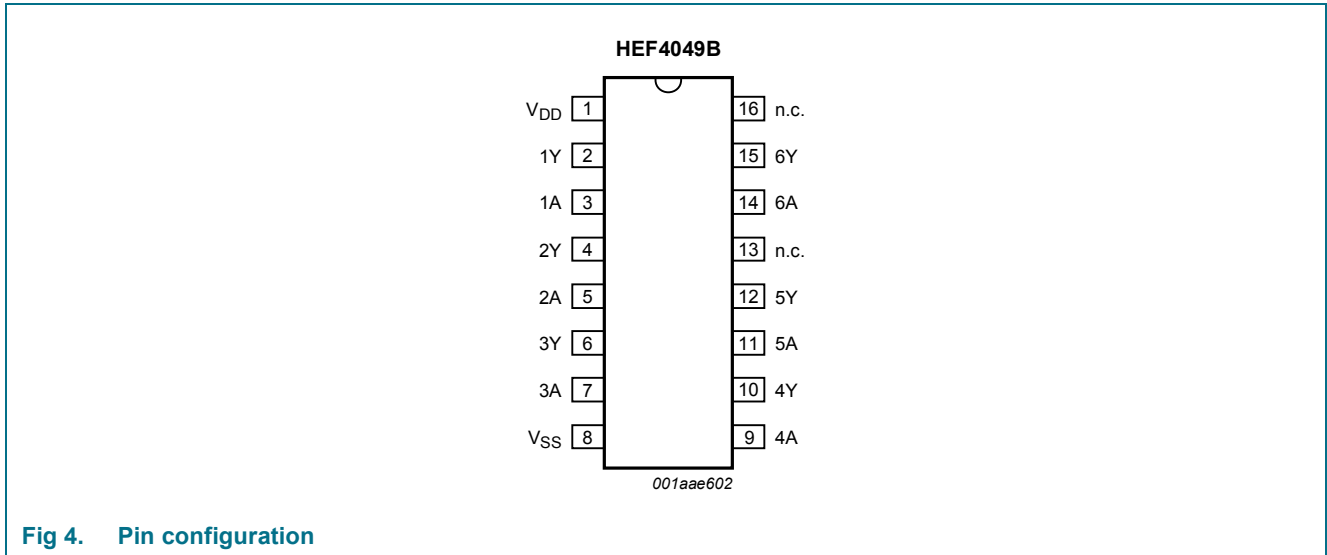 HEF4049B
VDD 1 16 n.c.
1Y 2 15 6Y
1A 3 14 6A
2Y 4 13 n.c.
2A 5 12 5Y
3Y 6 11 5A
3A 7 10 4Y
VSS 8 9 4A
001aae602
Fig 4. Pin configuration